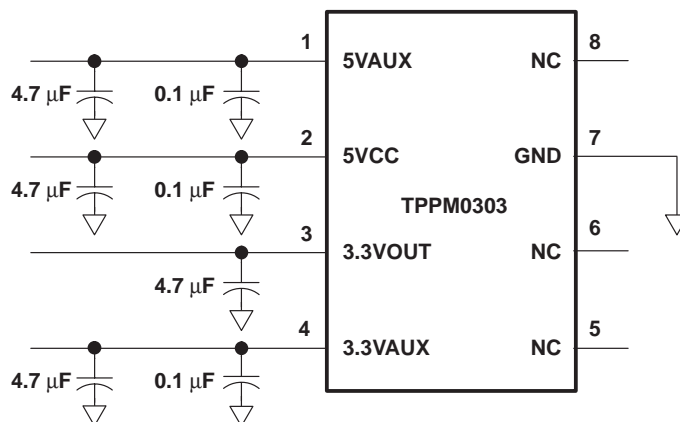 1 8
5VAUX NC
4.7 μF 0.1 μF
2 7
5VCC GND
4.7 μF 0.1 μF
TPPM0303
3 6
3.3VOUT NC
4.7 μF
4 5
3.3VAUX NC
4.7 μF 0.1 μF